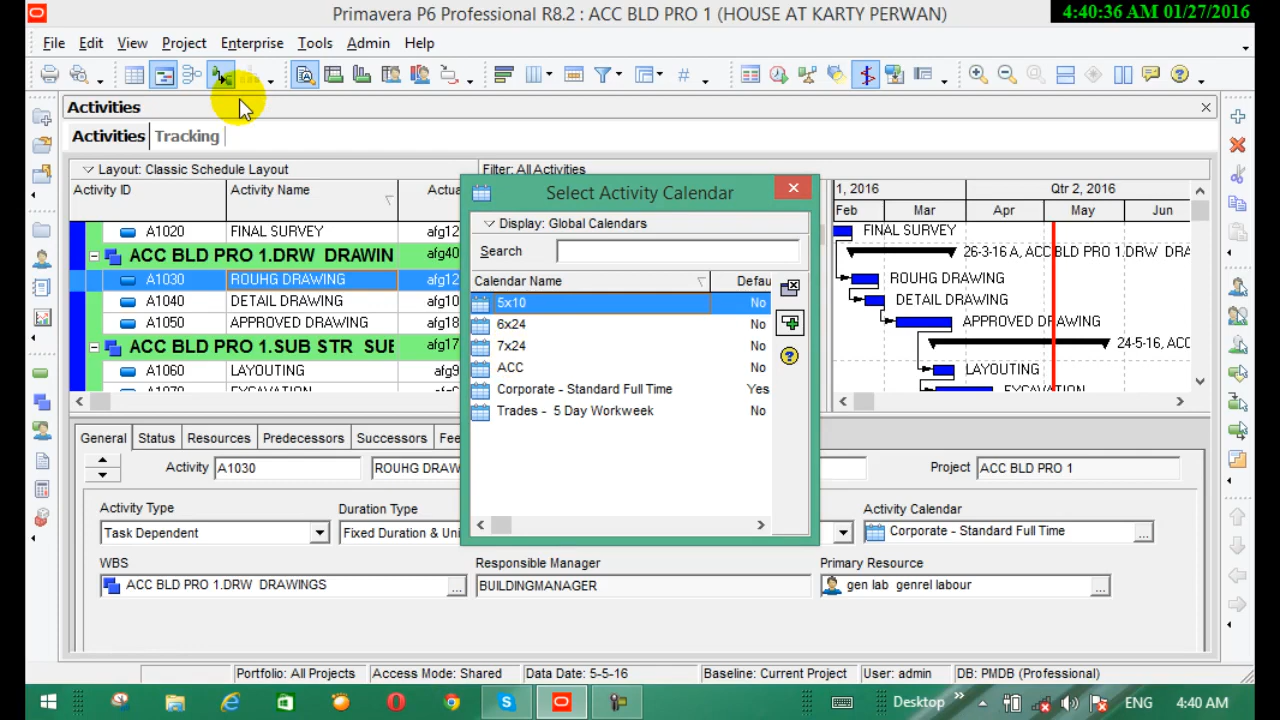 Primavera P6 Professional R8.2 : ACC BLD PRO 1 (HOUSE AT KARTY PERWAN)
4:40:36 AM 01/27/2016
File Edit View Project Enterprise Tools Admin Help
Activities
Activities Tracking
Layout: Classic Schedule Layout Filter: All Activities
Activity ID Activity Name Actua
1, 2016 Qtr 2, 2016
Feb Mar Apr May Jun
A1020 FINAL SURVEY afg12 FINAL SURVEY
ACC BLD PRO 1.DRW DRAWIN afg40 26-3-16 A, ACC BLD PRO 1.DRW DRA
A1030 ROUHG DRAWING afg12 ROUHG DRAWING
A1040 DETAIL DRAWING afg10 DETAIL DRAWING
A1050 APPROVED DRAWING afg18 APPROVED DRAWING
ACC BLD PRO 1.SUB STR SUE afg17 24-5-16, ACC
A1060 LAYOUTING afg9 LAYOUTING
A1070 EXCAVATION EXCAVATION
Select Activity Calendar
Display: Global Calendars
Search
Calendar Name Defau
5x10 No
6x24 No
7x24 No
ACC No
Corporate - Standard Full Time Yes
Trades - 5 Day Workweek No
General Status Resources Predecessors Successors Fee
Activity A1030 ROUHG DRAW Project ACC BLD PRO 1
Activity Type Duration Type Activity Calendar
Task Dependent Fixed Duration & Uni Corporate - Standard Full Time
WBS Responsible Manager Primary Resource
ACC BLD PRO 1.DRW DRAWINGS BUILDINGMANAGER gen lab genrel labour
Portfolio: All Projects Access Mode: Shared Data Date: 5-5-16 Baseline: Current Project User: admin DB: PMDB (Professional)
Desktop ENG 4:40 AM